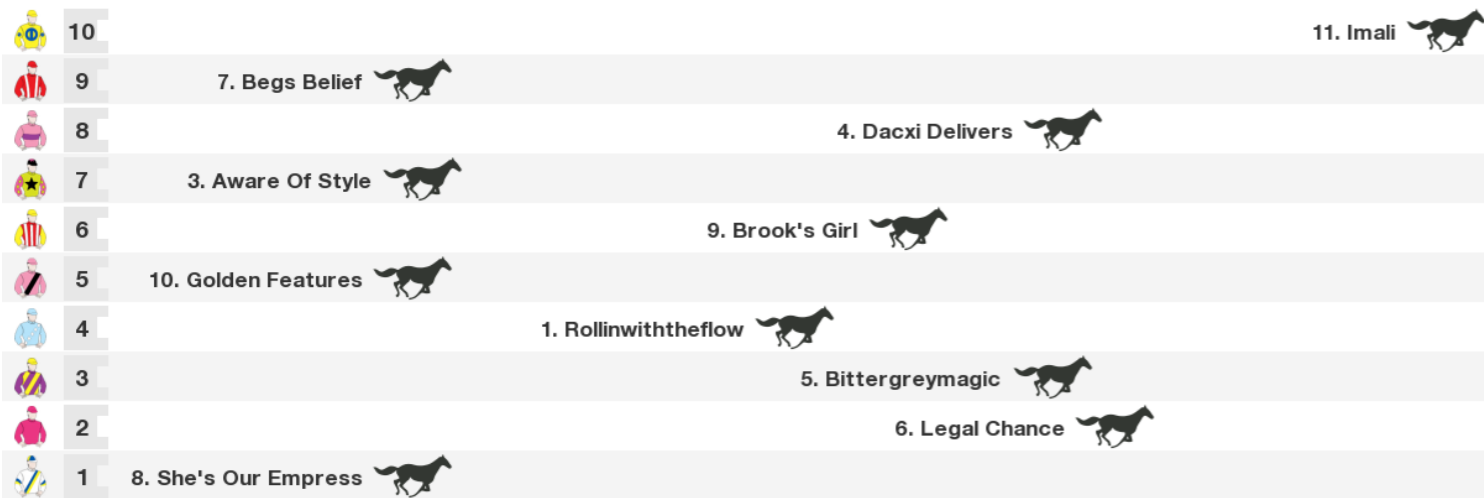 10 11. Imali
9 7. Begs Belief
8 4. Dacxi Delivers
7 3. Aware Of Style
6 9. Brook's Girl
5 10. Golden Features
4 1. Rollinwiththeflow
3 5. Bittergreymagic
2 6. Legal Chance
1 8. She's Our Empress